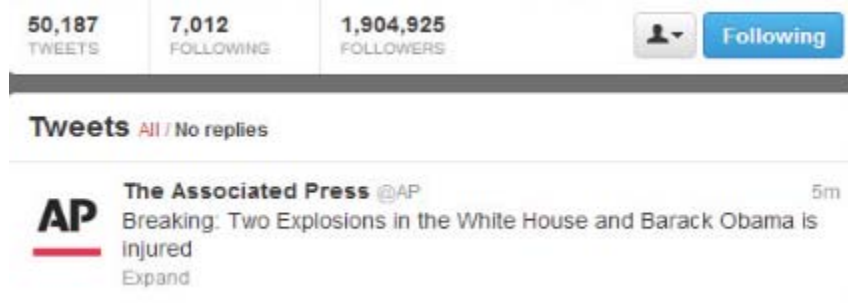 50,187 7,012 1,904,925
TWEETS FOLLOWING FOLLOWERS
Following
Tweets All / No replies
The Associated Press @AP 5m
AP
Breaking: Two Explosions in the White House and Barack Obama is
injured
Expand